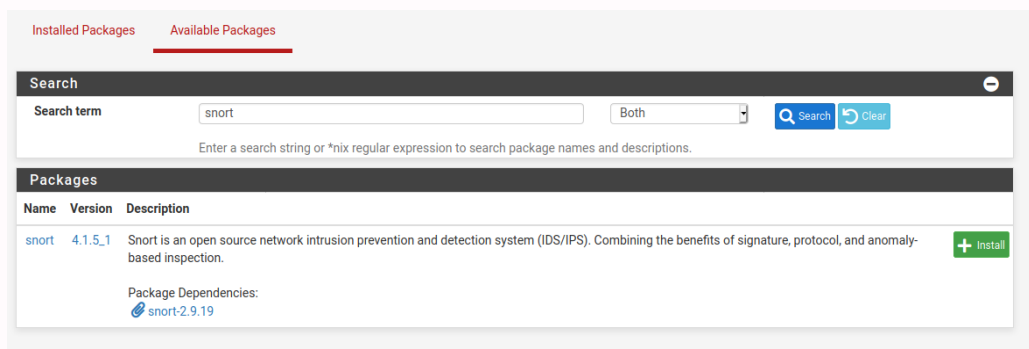 Installed Packages Available Packages
Search
Search term snort Both Search Clear
Enter a search string or *nix regular expression to search package names and descriptions.
Packages
Name Version Description
snort 4.1.5_1 Snort is an open source network intrusion prevention and detection system (IDS/IPS). Combining the benefits of signature, protocol, and anomaly-
based inspection.
Install
Package Dependencies:
snort-2.9.19